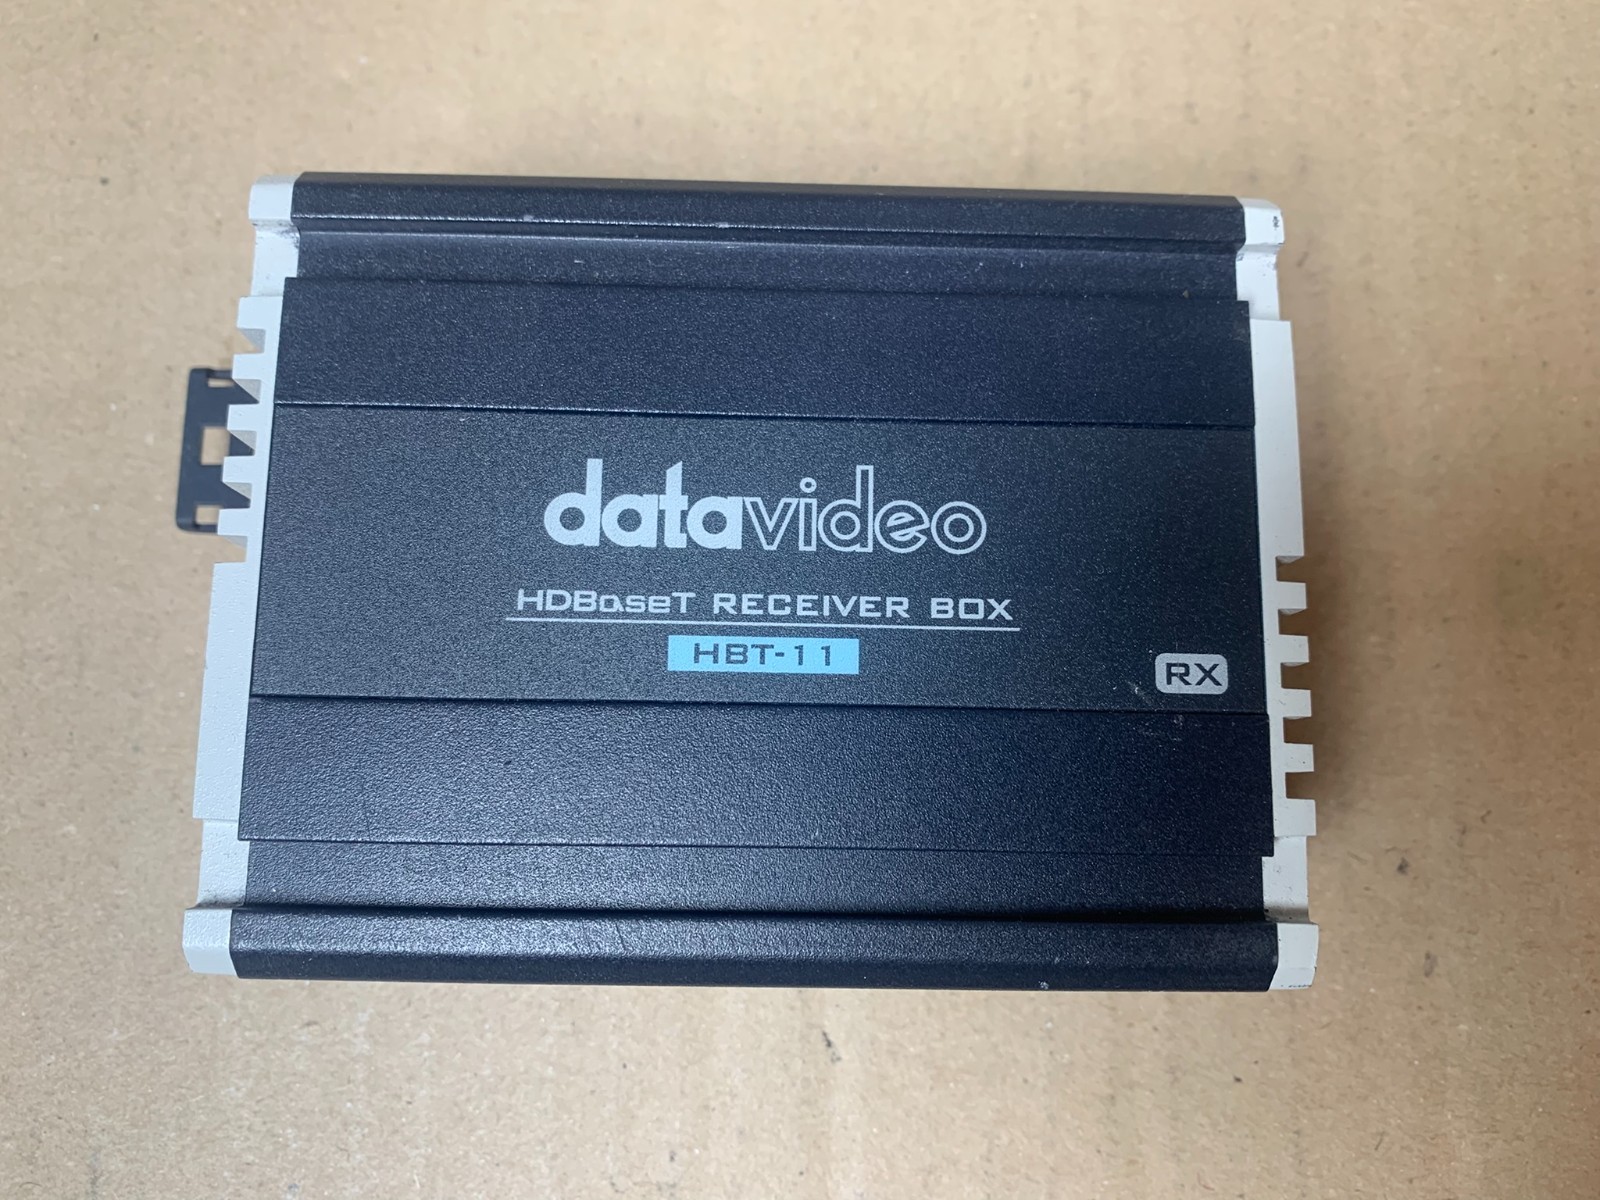 datavideo
HDBaseT RECEIVER BOX
HBT-11
RX